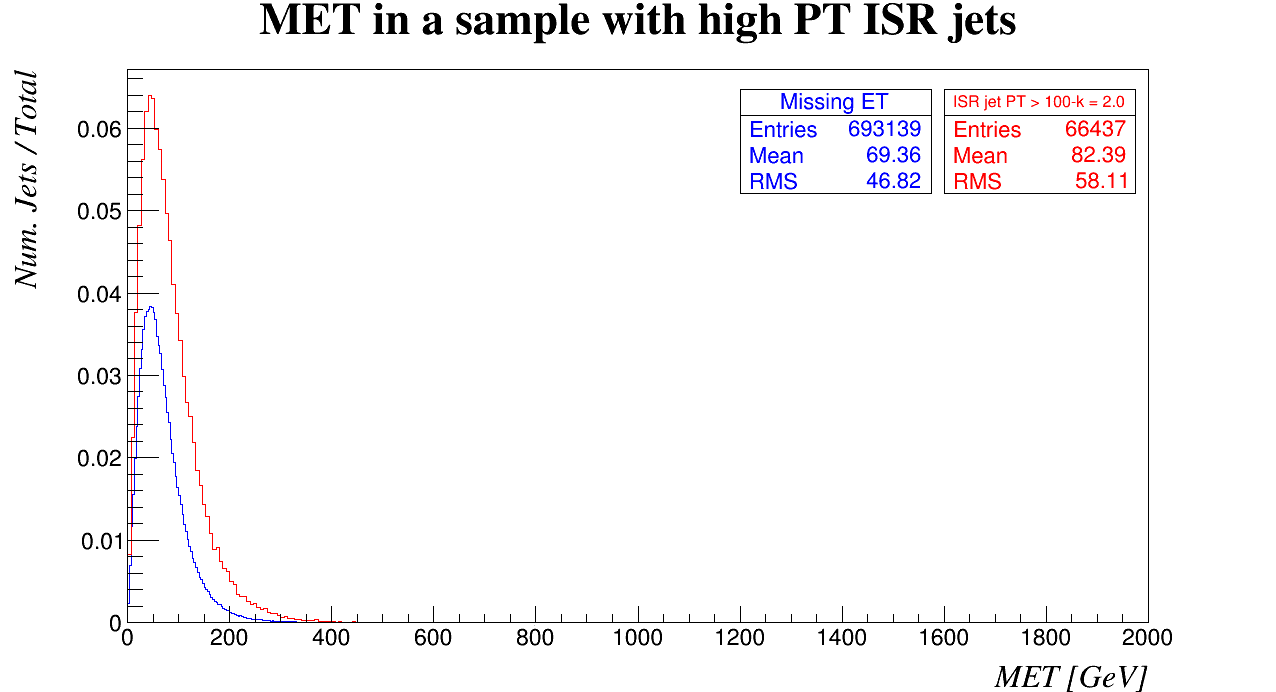 MET in a sample with high PT ISR jets
Num. Jets / Total
Missing ET
Entries 693139
Mean 69.36
RMS 46.82
ISR jet PT > 100-k = 2.0
Entries 66437
Mean 82.39
RMS 58.11
0.06
0.05
0.04
0.03
0.02
0.01
0
0 200 400 600 800 1000 1200 1400 1600 1800 2000
MET [GeV]